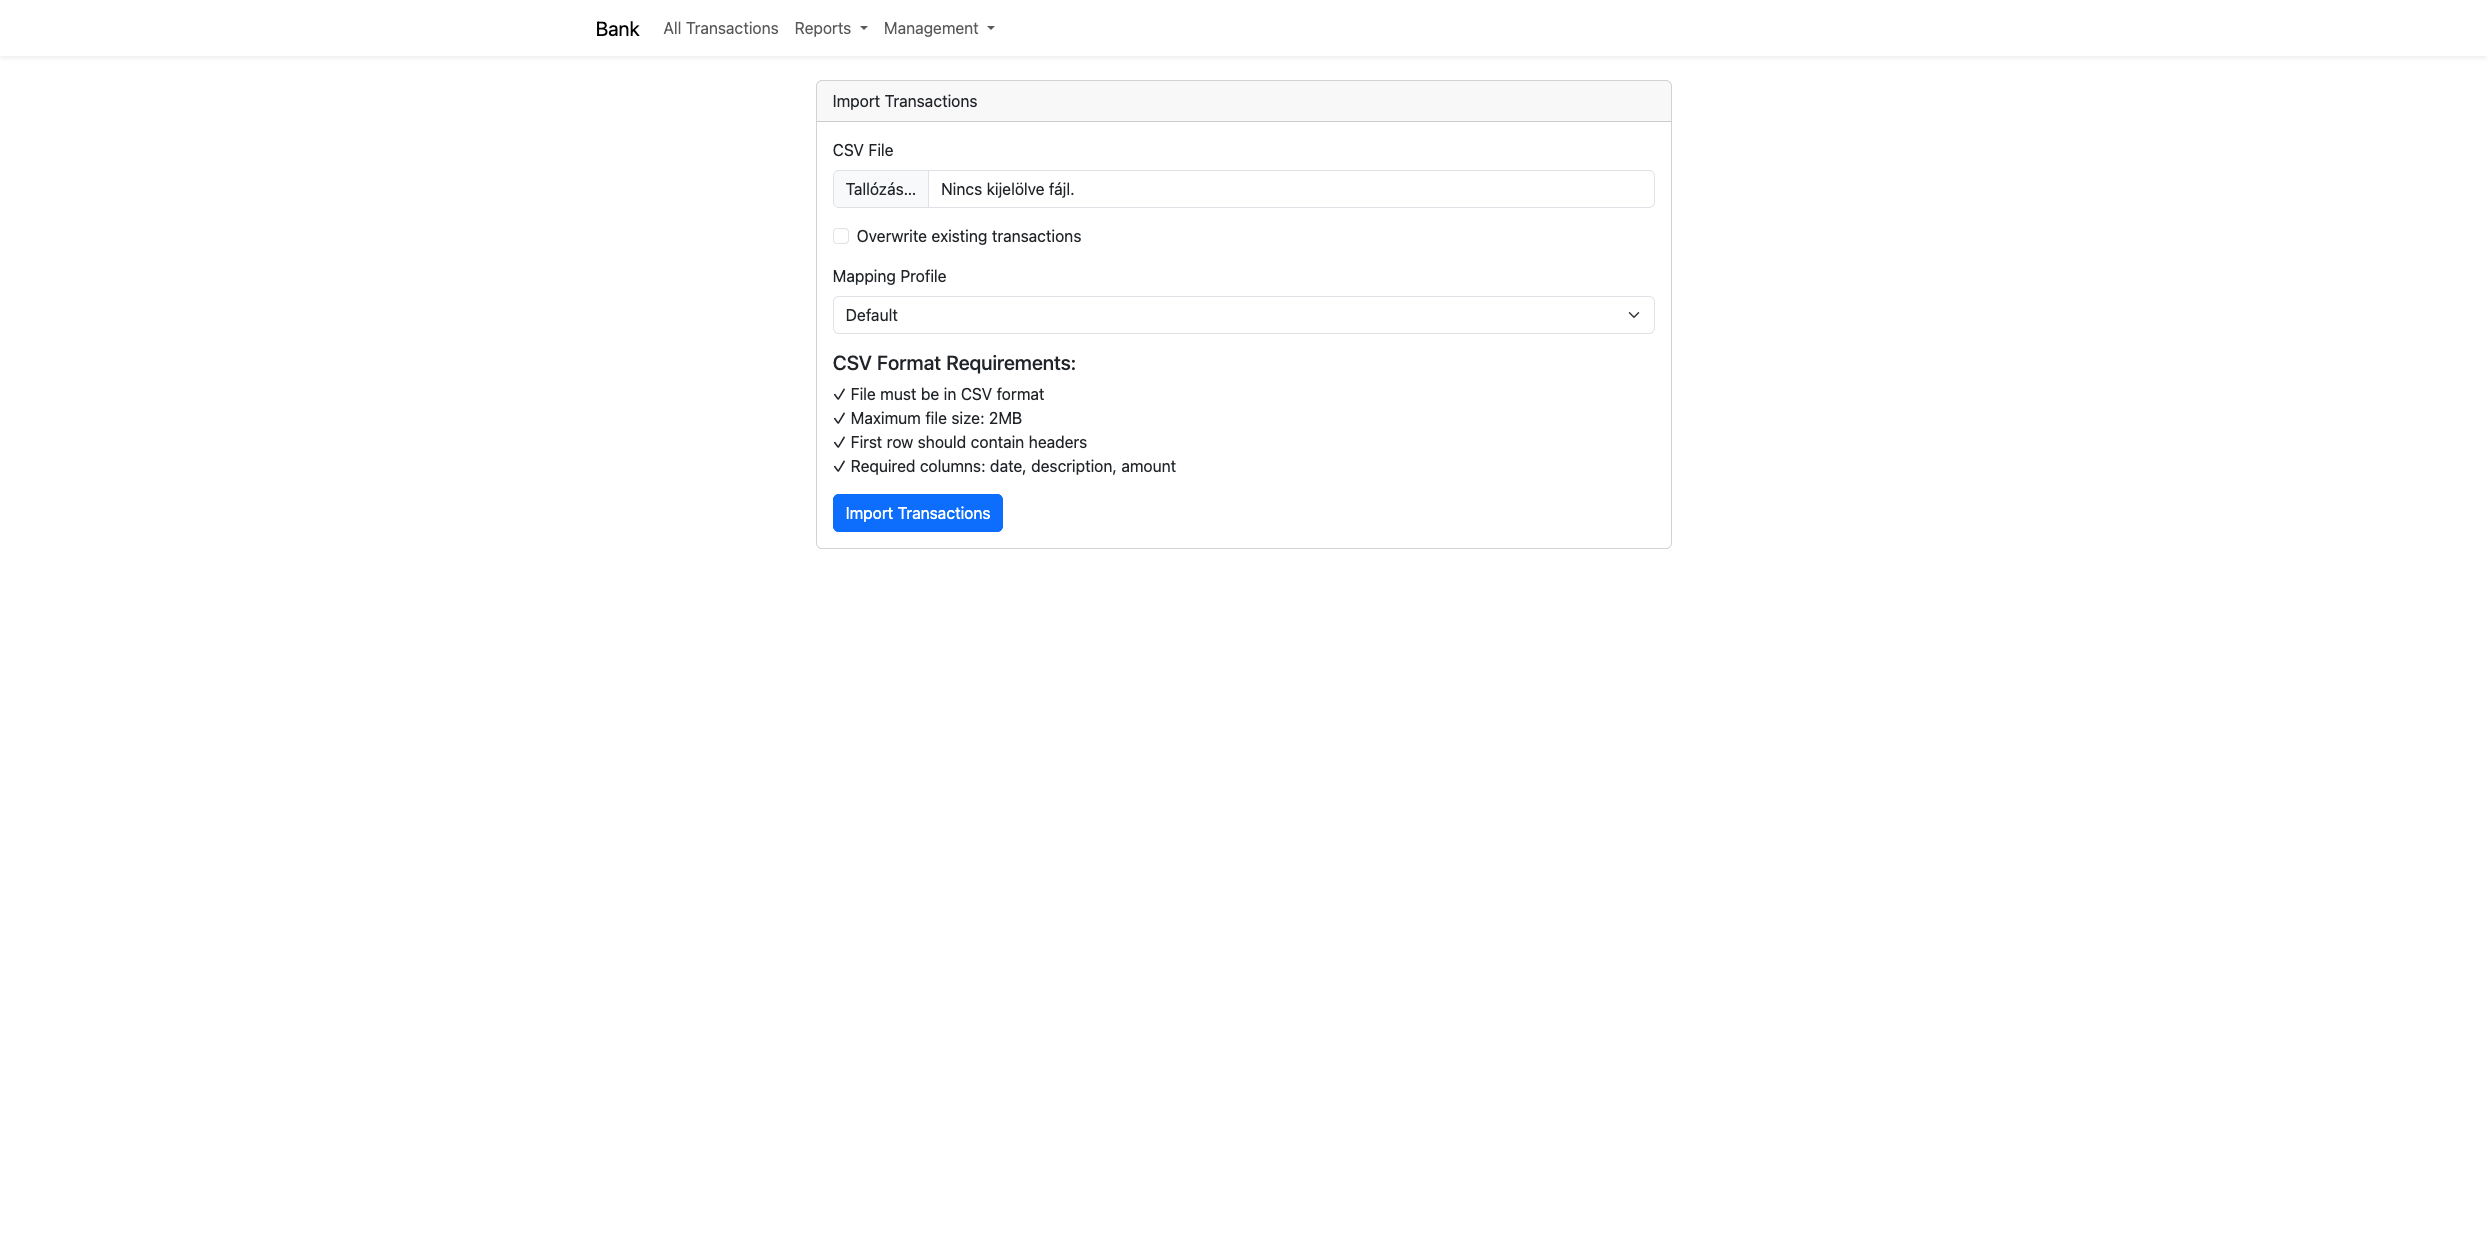 Bank All Transactions Reports Management
Import Transactions
CSV File
Tallózás... Nincs kijelölve fájl.
Overwrite existing transactions
Mapping Profile
Default
CSV Format Requirements:
✓ File must be in CSV format
✓ Maximum file size: 2MB
✓ First row should contain headers
✓ Required columns: date, description, amount
Import Transactions